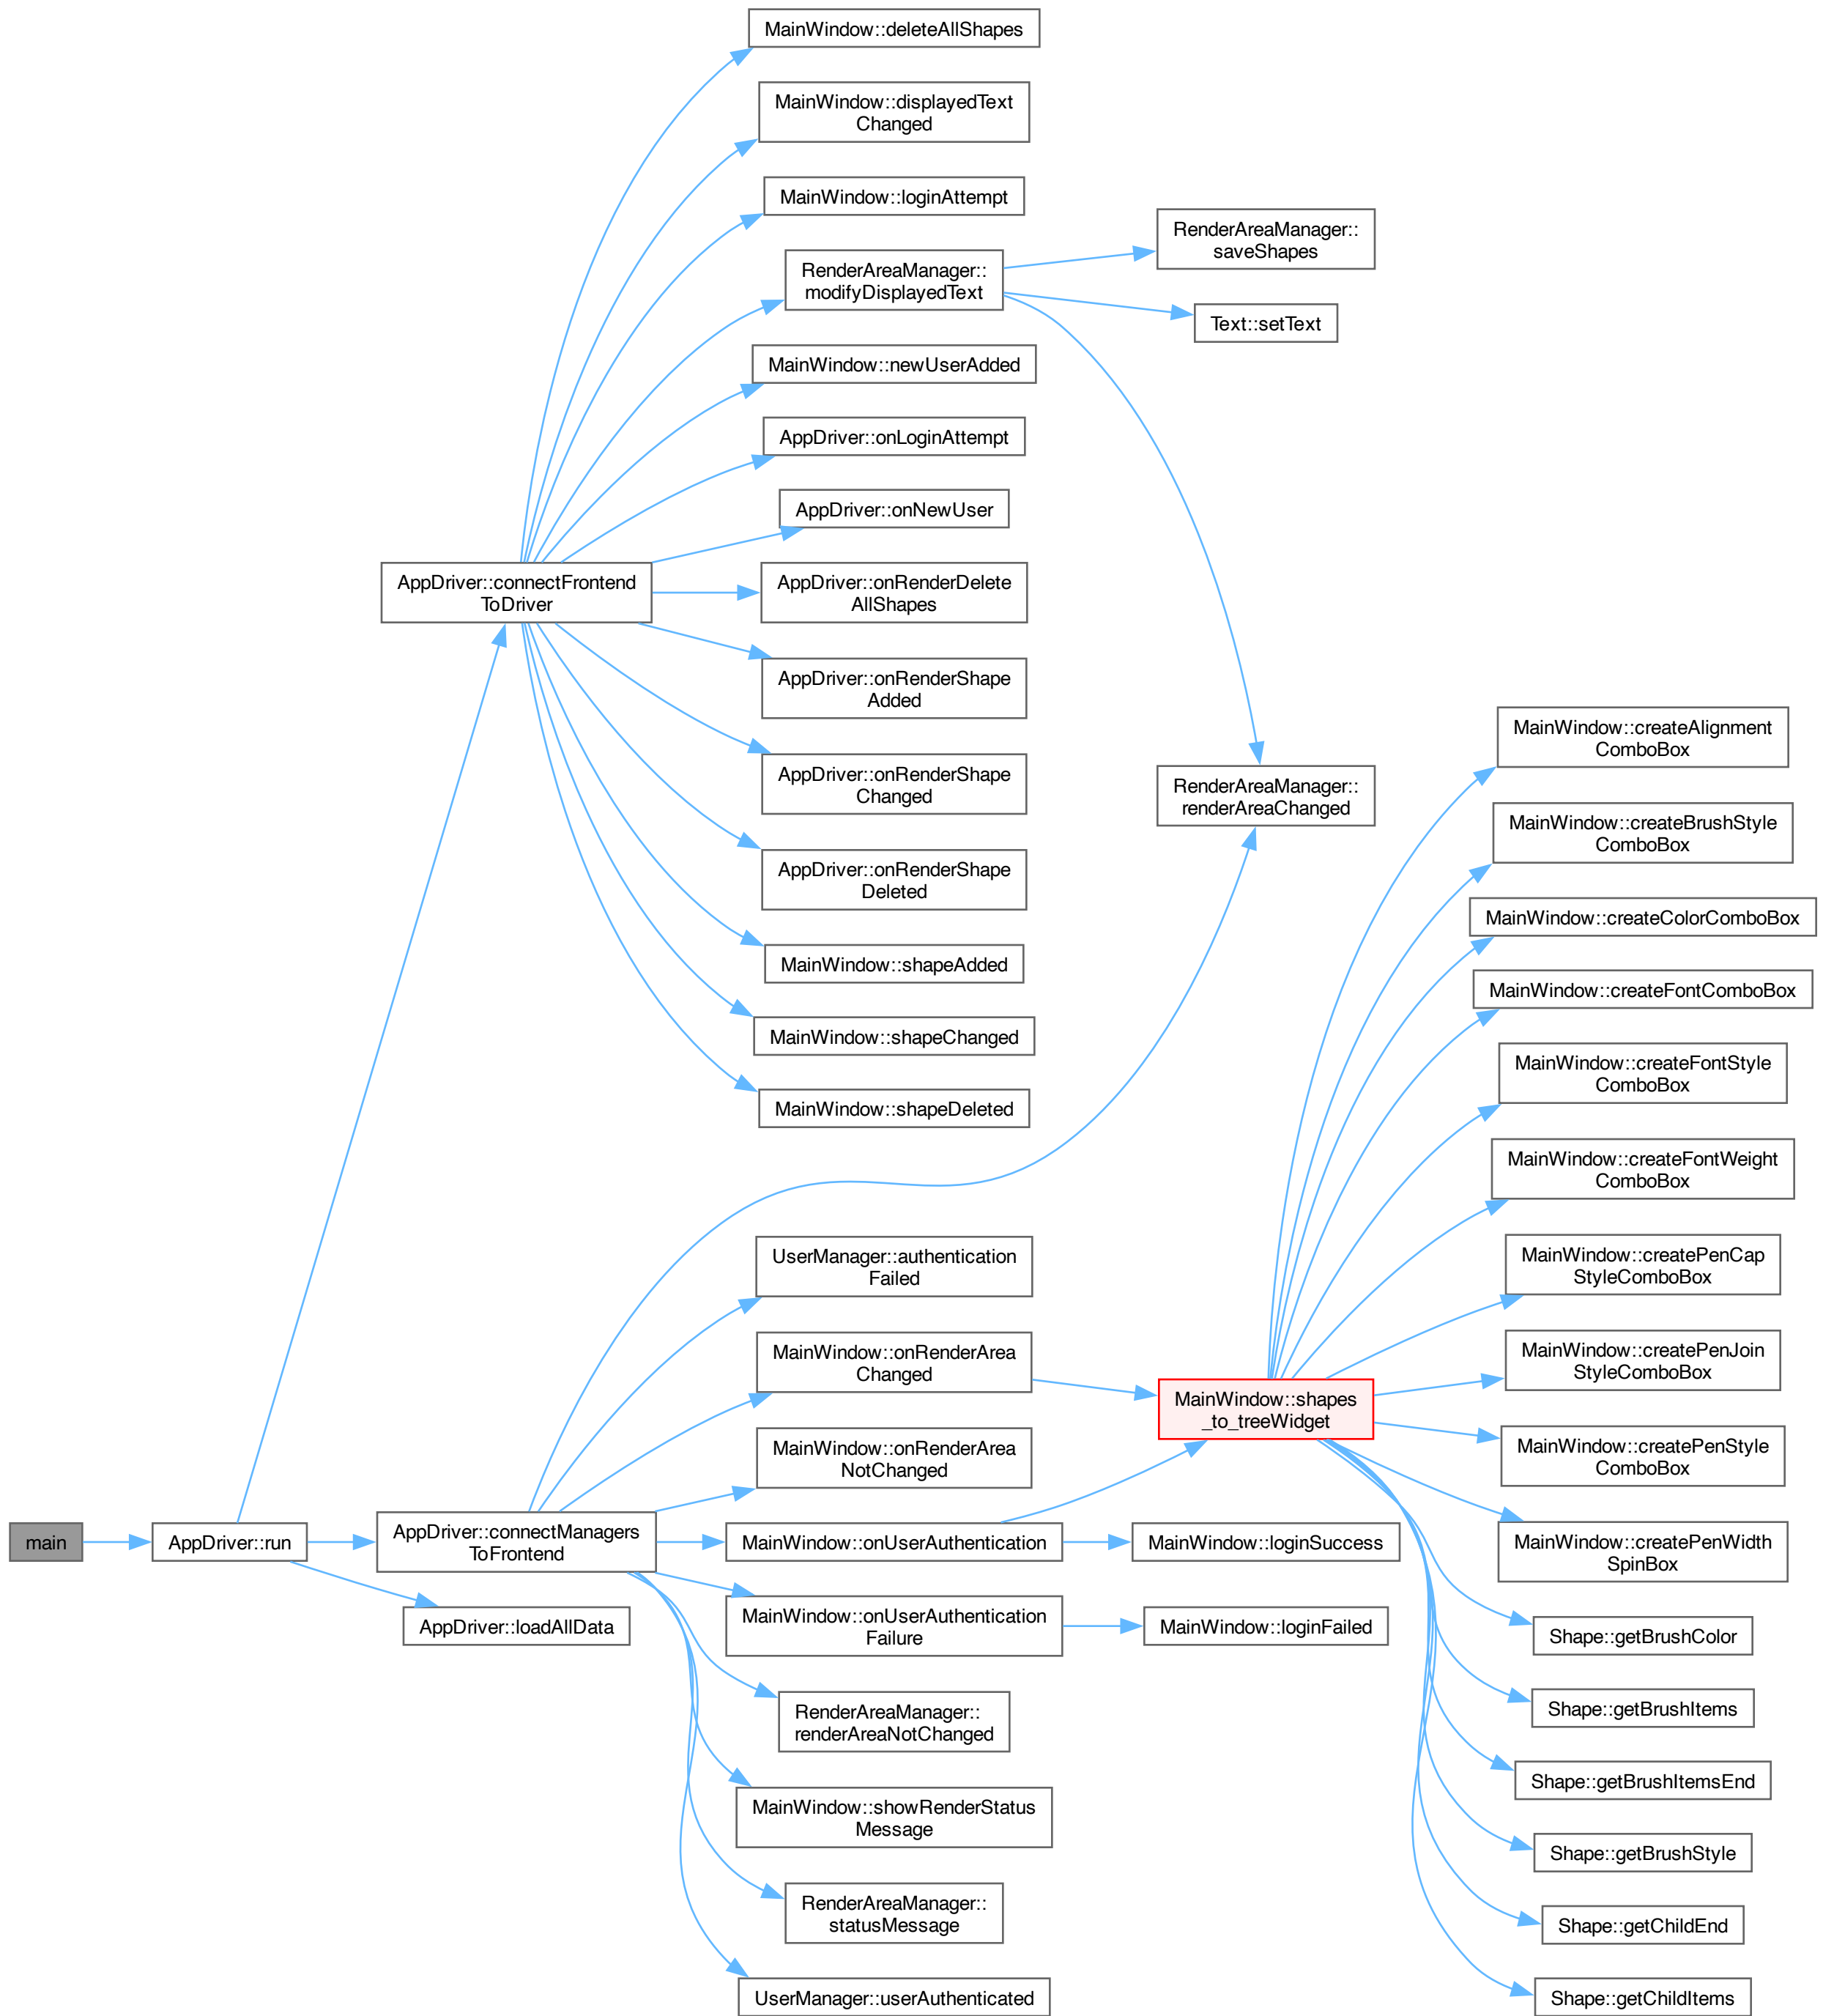 MainWindow::deleteAllShapes
MainWindow::displayedText
Changed
MainWindow::loginAttempt
RenderAreaManager::
modifyDisplayedText
MainWindow::newUserAdded
AppDriver::onLoginAttempt
AppDriver::onNewUser
AppDriver::onRenderDelete
AllShapes
AppDriver::onRenderShape
Added
AppDriver::onRenderShape
Changed
AppDriver::onRenderShape
Deleted
MainWindow::shapeAdded
MainWindow::shapeChanged
MainWindow::shapeDeleted
RenderAreaManager::
saveShapes
Text::setText
RenderAreaManager::
renderAreaChanged
AppDriver::connectFrontend
ToDriver
main
AppDriver::run
AppDriver::connectManagers
ToFrontend
AppDriver::loadAllData
UserManager::authentication
Failed
MainWindow::onRenderArea
Changed
MainWindow::onRenderArea
NotChanged
MainWindow::onUserAuthentication
MainWindow::onUserAuthentication
Failure
RenderAreaManager::
renderAreaNotChanged
MainWindow::showRenderStatus
Message
RenderAreaManager::
statusMessage
UserManager::userAuthenticated
MainWindow::shapes
_to_treeWidget
MainWindow::loginSuccess
MainWindow::loginFailed
MainWindow::createAlignment
ComboBox
MainWindow::createBrushStyle
ComboBox
MainWindow::createColorComboBox
MainWindow::createFontComboBox
MainWindow::createFontStyle
ComboBox
MainWindow::createFontWeight
ComboBox
MainWindow::createPenCap
StyleComboBox
MainWindow::createPenJoin
StyleComboBox
MainWindow::createPenStyle
ComboBox
MainWindow::createPenWidth
SpinBox
Shape::getBrushColor
Shape::getBrushItems
Shape::getBrushItemsEnd
Shape::getBrushStyle
Shape::getChildEnd
Shape::getChildItems